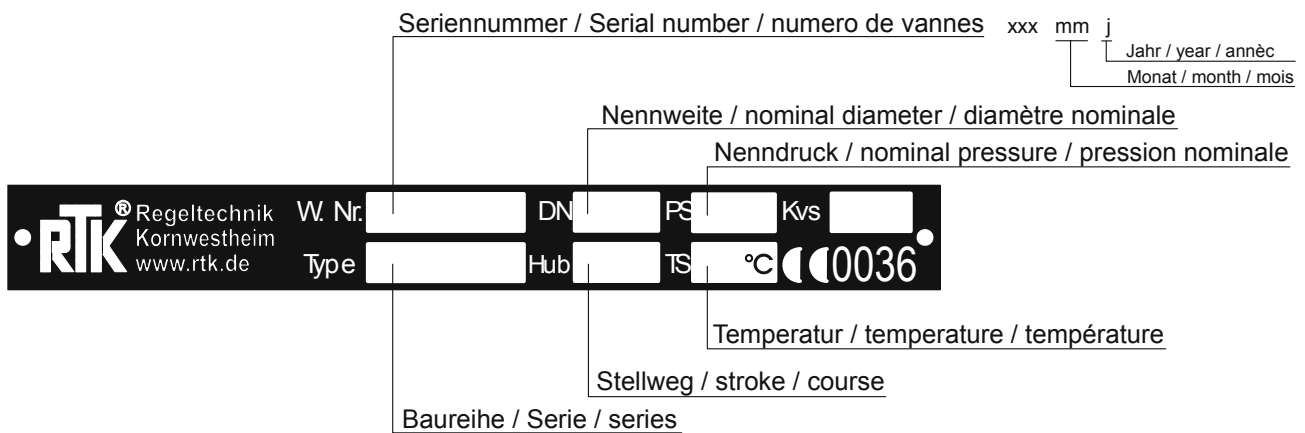 Seriennummer / Serial number / numero de vannes xxx mm j
Jahr / year / annèc
Monat / month / mois
Nennweite / nominal diameter / diamètre nominale
Nenndruck / nominal pressure / pression nominale
RTK ® Regeltechnik W. Nr. DN PS Kvs
Kornwestheim
www.rtk.de Type Hub TS °C CE 0036
Temperatur / temperature / température
Stellweg / stroke / course
Baureihe / Serie / series